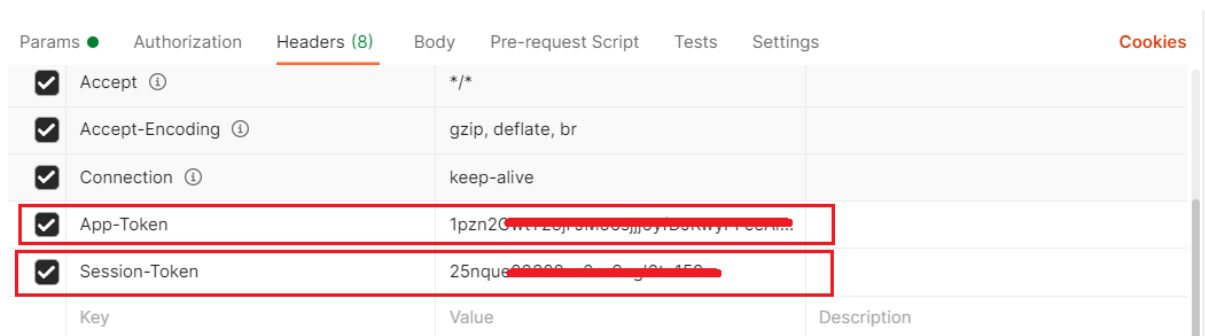 Params Authorization Headers (8) Body Pre-request Script Tests Settings Cookies
Accept */*
Accept-Encoding gzip, deflate, br
Connection keep-alive
App-Token
Session-Token
Key Value Description